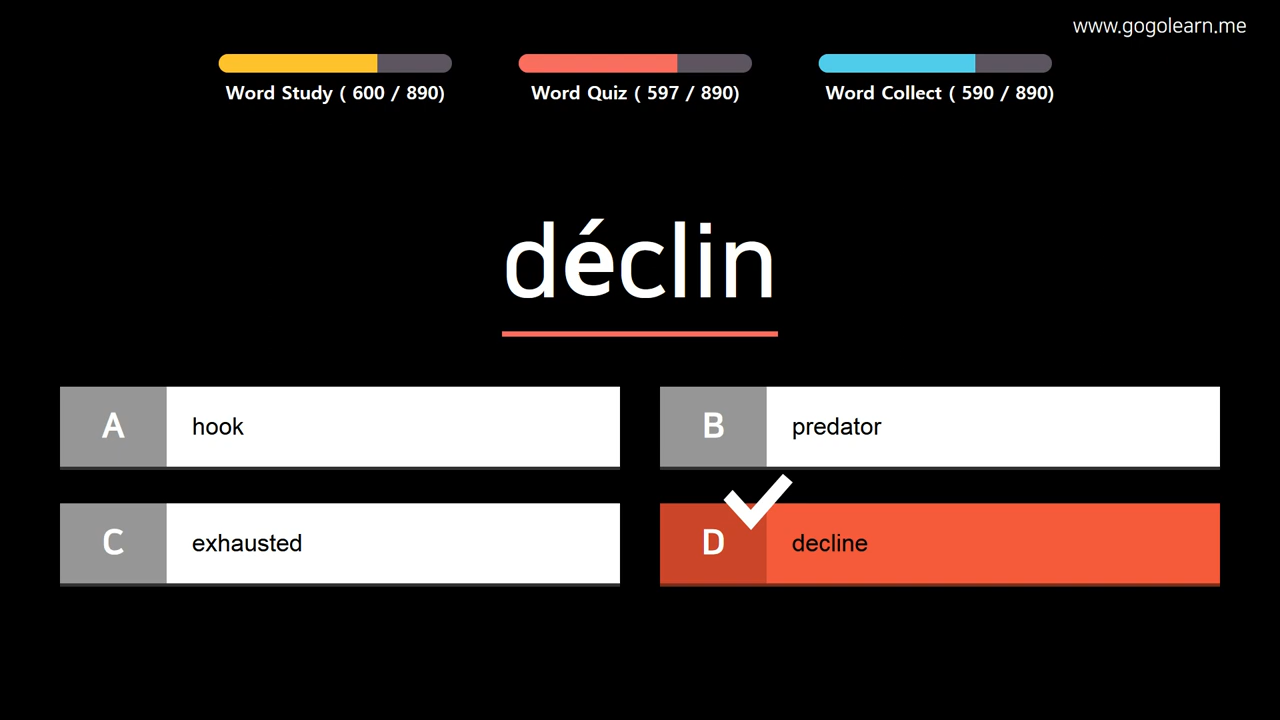 www.gogolearn.me
Word Study ( 600 / 890)
Word Quiz ( 597 / 890)
Word Collect ( 590 / 890)
déclin
A hook
B predator
C exhausted
D decline